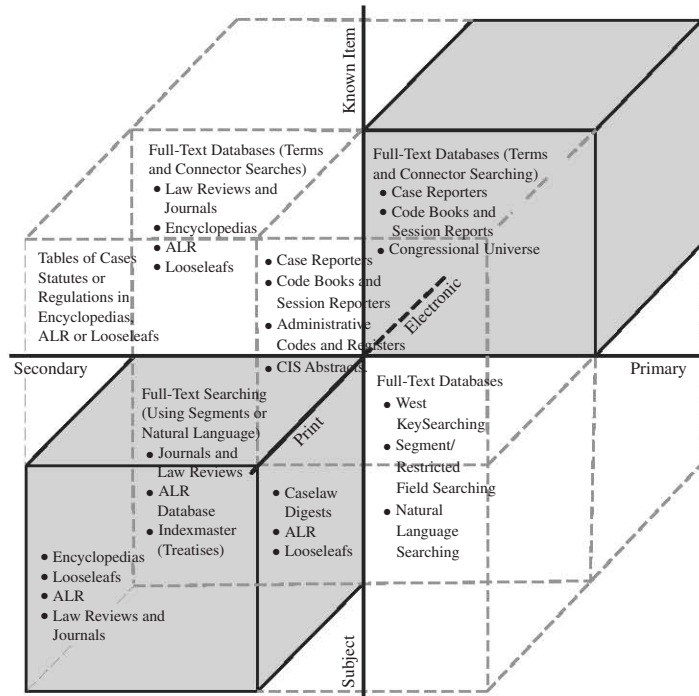 Known Item
Full-Text Databases (Terms
and Connector Searches)
• Law Reviews and
Journals
• Encyclopedias
• ALR
• Looseleafs
Full-Text Databases (Terms
and Connector Searching)
• Case Reporters
• Code Books and
Session Reports
• Congressional Universe
Tables of Cases
Statutes or
Regulations in
Encyclopedias,
ALR or Looseleafs
• Case Reporters
• Code Books and
Session Reporters
• Administrative
Codes and Registers
• CIS Abstracts.
Electronic
Secondary
Primary
Full-Text Searching
(Using Segments or
Natural Language)
• Journals and
Law Reviews
• ALR
Database
• Indexmaster
(Treatises)
Print
Full-Text Databases
• West
KeySearching
• Segment/
Restricted
Field Searching
• Natural
Language
Searching
• Caselaw
Digests
• ALR
• Looseleafs
• Encyclopedias
• Looseleafs
• ALR
• Law Reviews and
Journals
Subject